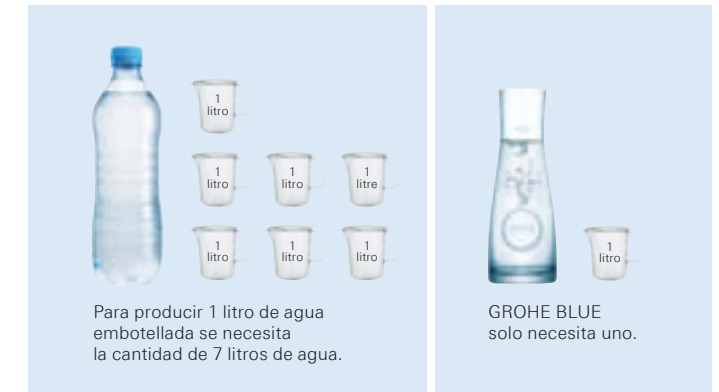 1
litro
1
litro
1
litro
1
litre
1
litro
1
litro
1
litro
Para producir 1 litro de agua
embotellada se necesita
la cantidad de 7 litros de agua.
1
litro
GROHE BLUE
solo necesita uno.